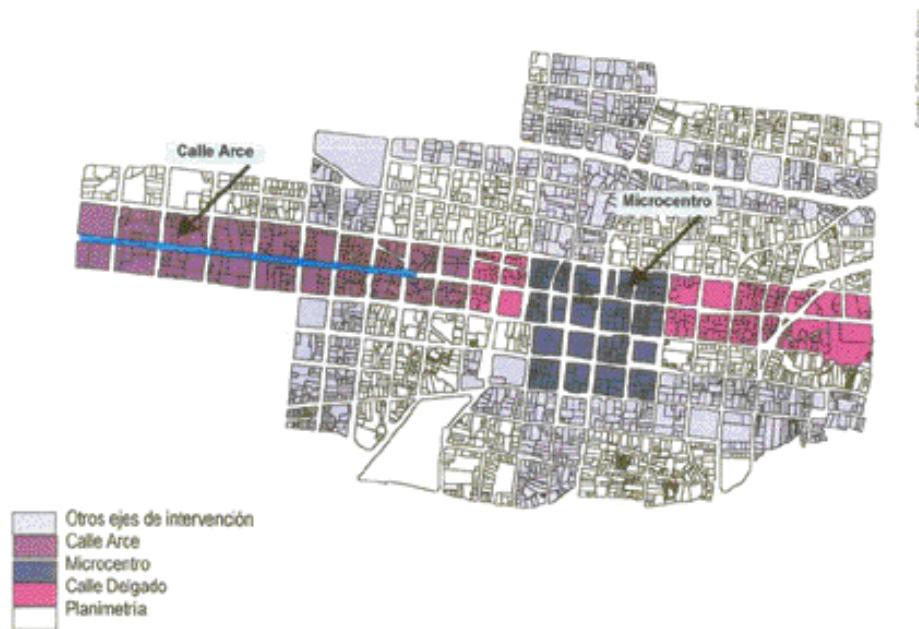 Calle Arce
Microcentro
Otros ejes de intervención
Calle Arce
Microcentro
Calle Delgado
Planimetría